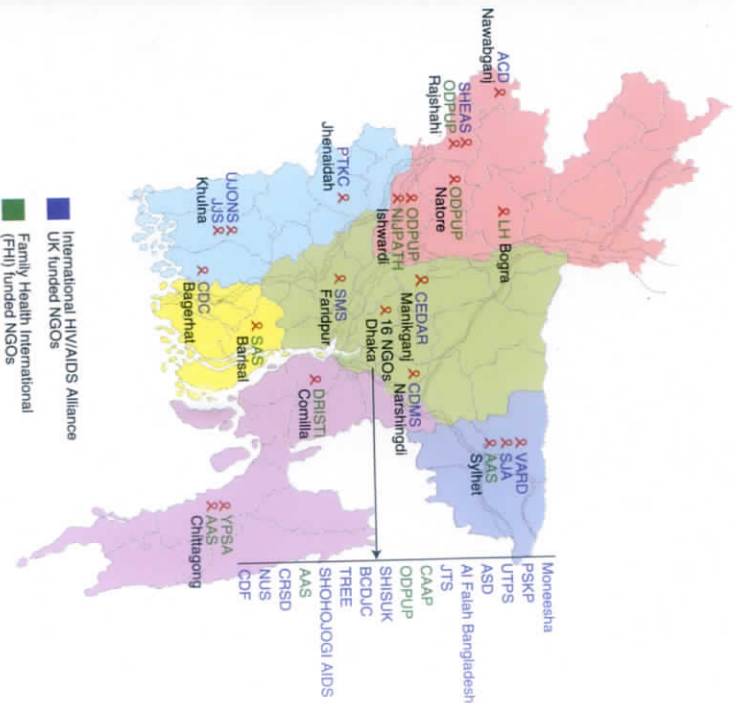 ACD
Nawabganj
SHEAS
ODPUP
Rajshahi
LH Bogra
ODPUP
Natore
ODPUP
NIJPATH
Ishwardi
VARD
SJA
AAS
Sylhet
CEDAR
Manikganj
16 NGOs
Dhaka
CDMS
Narshingdi
PTKC
Jhenaidah
SMS
Faridpur
DRISTI
Comilla
UJONS
JJS
Khulna
CDC
Bagerhat
SAS
Barisal
YPSA
AAS
Chittagong
Moneesha
PSKP
UTPS
ASD
Al Falah Bangladesh
JTS
CAAP
ODPUP
SHISUK
BCDJC
TREE
SHOHOJOGI AIDS
AAS
CRSD
NUS
CDF
International HIV/AIDS Alliance
UK funded NGOs
Family Health International
(FHI) funded NGOs